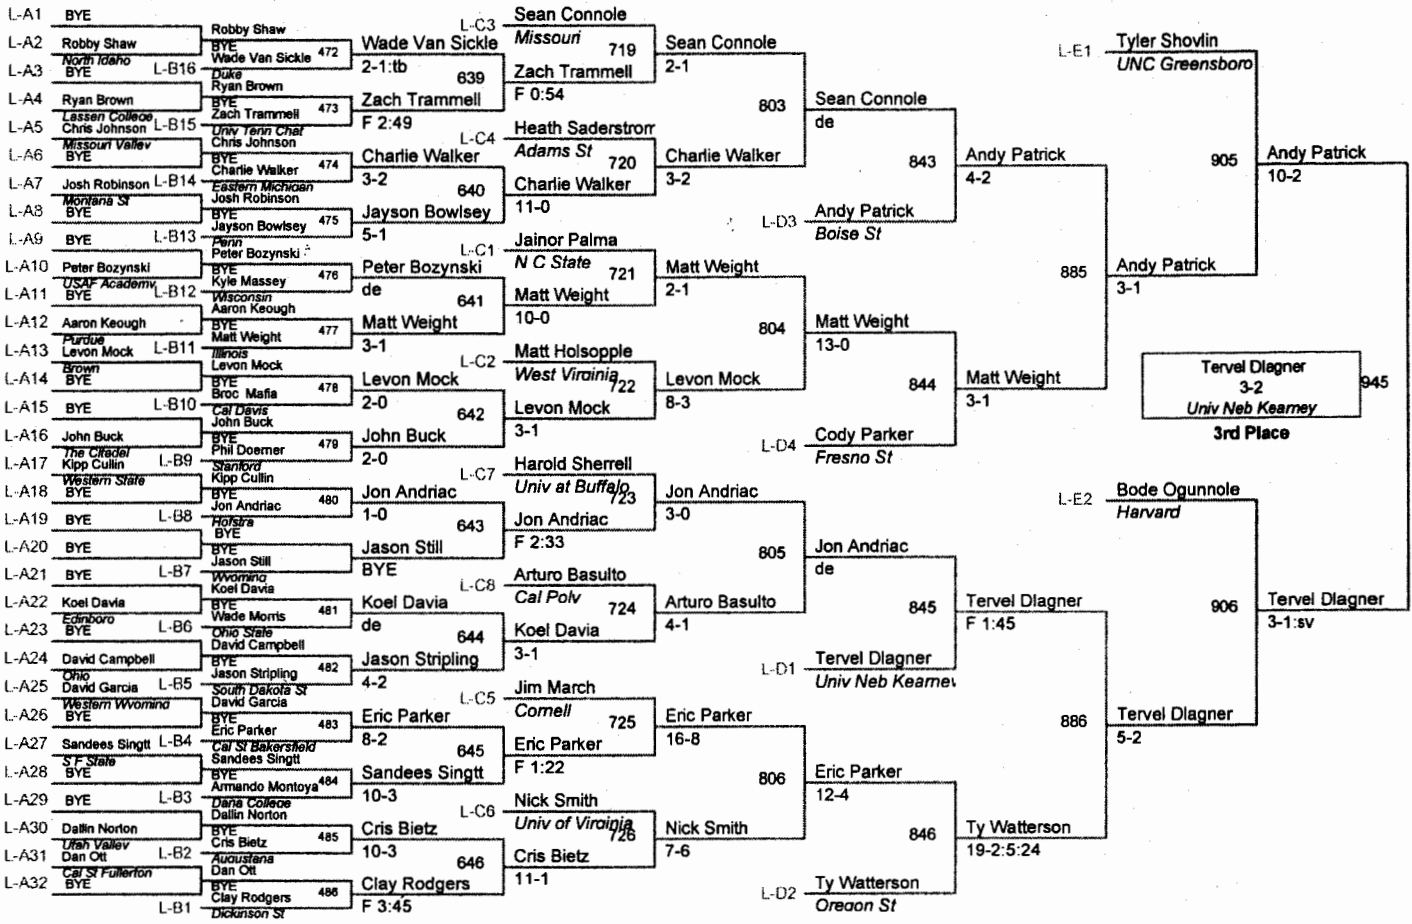 L-A1 BYE
L-A2 Robby Shaw
North Idaho
L-A3 BYE
L-A4 Ryan Brown
Lassen College
L-A5 Chris Johnson
Missouri Valley
L-A6 BYE
L-A7 Josh Robinson
Montana St
L-A8 BYE
L-A9 BYE
L-A10 Peter Bozynski
USAF Academy
L-A11 BYE
L-A12 Aaron Keough
Purdue
L-A13 Levon Mock
Brown
L-A14 BYE
L-A15 BYE
L-A16 John Buck
The Citadel
L-A17 Kipp Cullin
Western State
L-A18 BYE
L-A19 BYE
L-A20 BYE
L-A21 BYE
L-A22 Koel Davia
Edinboro
L-A23 BYE
L-A24 David Campbell
Ohio
L-A25 David Garcia
Western Wyoming
L-A26 BYE
L-A27 Sandees Singtt
S F State
L-A28 BYE
L-A29 BYE
L-A30 Dallin Norton
Utah Valley
L-A31 Dan Ott
Cal St Fullerton
L-A32 BYE
Robby Shaw
BYE
Wade Van Sickle 472
L-B16
Duke
Ryan Brown
BYE
Zach Trammell 473
L-B15
Univ Tenn Chat
Chris Johnson
BYE
Charlie Walker 474
L-B14
Eastern Michigan
Josh Robinson
BYE
Jayson Bowlsey 475
L-B13
Penn
Peter Bozynski
BYE
Kyle Massey 476
L-B12
Wisconsin
Aaron Keough
BYE
Matt Weight 477
L-B11
Illinois
Levon Mock
BYE
Broc Mafia 478
L-B10
Cal Davis
John Buck
BYE
Phil Doerner 479
L-B9
Stanford
Kipp Cullin
BYE
Jon Andriac 480
L-B8
Hofstra
BYE
BYE
Jason Still
L-B7
Wyoming
Koel Davia
BYE
Wade Morris 481
L-B6
Ohio State
David Campbell
BYE
Jason Stripling 482
L-B5
South Dakota St
David Garcia
BYE
Eric Parker 483
L-B4
Cal St Bakersfield
Sandees Singtt
BYE
Armando Montoya 484
L-B3
Dana College
Dallin Norton
BYE
Cris Bietz 485
L-B2
Augustana
Dan Ott
BYE
Clay Rodgers 486
L-B1
Dickinson St
Wade Van Sickle
2-1:tb
639
Zach Trammell
F 2:49
Charlie Walker
3-2
640
Jayson Bowlsey
5-1
Peter Bozynski
de
641
Matt Weight
3-1
Levon Mock
2-0
642
John Buck
2-0
Jon Andriac
1-0
643
Jason Still
BYE
Koel Davia
de
644
Jason Stripling
4-2
Eric Parker
8-2
645
Sandees Singtt
10-3
Cris Bietz
10-3
646
Clay Rodgers
F 3:45
L-C3 Sean Connole
Missouri
719
Zach Trammell
F 0:54
L-C4 Heath Saderstrom
Adams St
720
Charlie Walker
11-0
L-C1 Jainor Palma
N C State
721
Matt Weight
10-0
L-C2 Matt Holsopple
West Virginia
722
Levon Mock
3-1
L-C7 Harold Sherrell
Univ at Buffalo
723
Jon Andriac
F 2:33
L-C8 Arturo Basulto
Cal Poly
724
Koel Davia
3-1
L-C5 Jim March
Cornell
725
Eric Parker
F 1:22
L-C6 Nick Smith
Univ of Virginia
726
Cris Bietz
11-1
Sean Connole
2-1
803
Charlie Walker
3-2
Matt Weight
2-1
804
Levon Mock
8-3
Jon Andriac
3-0
805
Arturo Basulto
4-1
Eric Parker
16-8
806
Nick Smith
7-6
Sean Connole
de
843
L-D3 Andy Patrick
Boise St
Matt Weight
13-0
844
L-D4 Cody Parker
Fresno St
Jon Andriac
de
845
L-D1 Tervel Dlagner
Univ Neb Kearney
Eric Parker
12-4
846
L-D2 Ty Watterson
Oregon St
Andy Patrick
4-2
885
Matt Weight
3-1
Tervel Dlagner
F 1:45
886
Ty Watterson
19-2:5:24
L-E1 Tyler Shovlin
UNC Greensboro
905
Andy Patrick
3-1
L-E2 Bode Ogunnole
Harvard
906
Tervel Dlagner
5-2
Andy Patrick
10-2
Tervel Dlagner
3-2
Univ Neb Kearney
945
3rd Place
Tervel Dlagner
3-1:sv